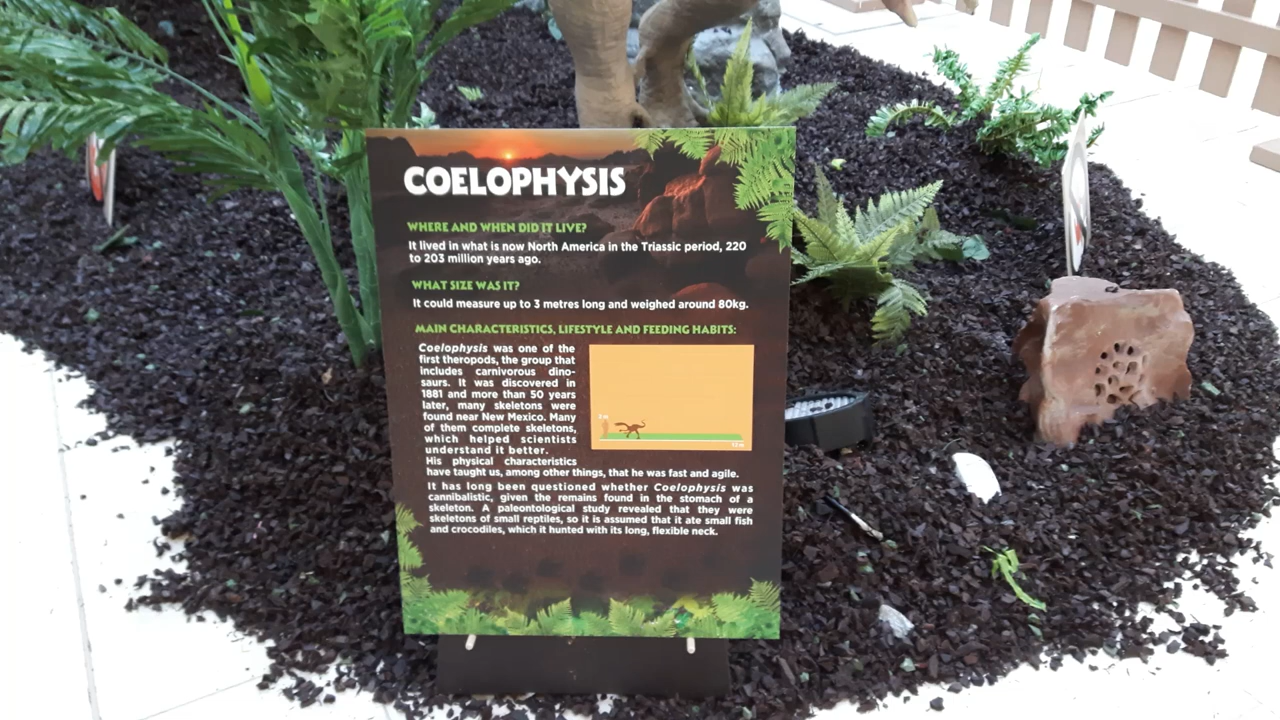 COELOPHYSIS
WHERE AND WHEN DID IT LIVE?
It lived in what is now North America in the Triassic period, 220
to 203 million years ago.
WHAT SIZE WAS IT?
It could measure up to 3 metres long and weighed around 80kg.
MAIN CHARACTERISTICS, LIFESTYLE AND FEEDING HABITS:
Coelophysis was one of the
first theropods, the group that
includes carnivorous dino-
saurs. It was discovered in
1881 and more than 50 years
later, many skeletons were
found near New Mexico. Many
of them complete skeletons,
which helped scientists
understand it better.
His physical characteristics
have taught us, among other things, that he was fast and agile.
It has long been questioned whether Coelophysis was
cannibalistic, given the remains found in the stomach of a
skeleton. A paleontological study revealed that they were
skeletons of small reptiles, so it is assumed that it ate small fish
and crocodiles, which it hunted with its long, flexible neck.